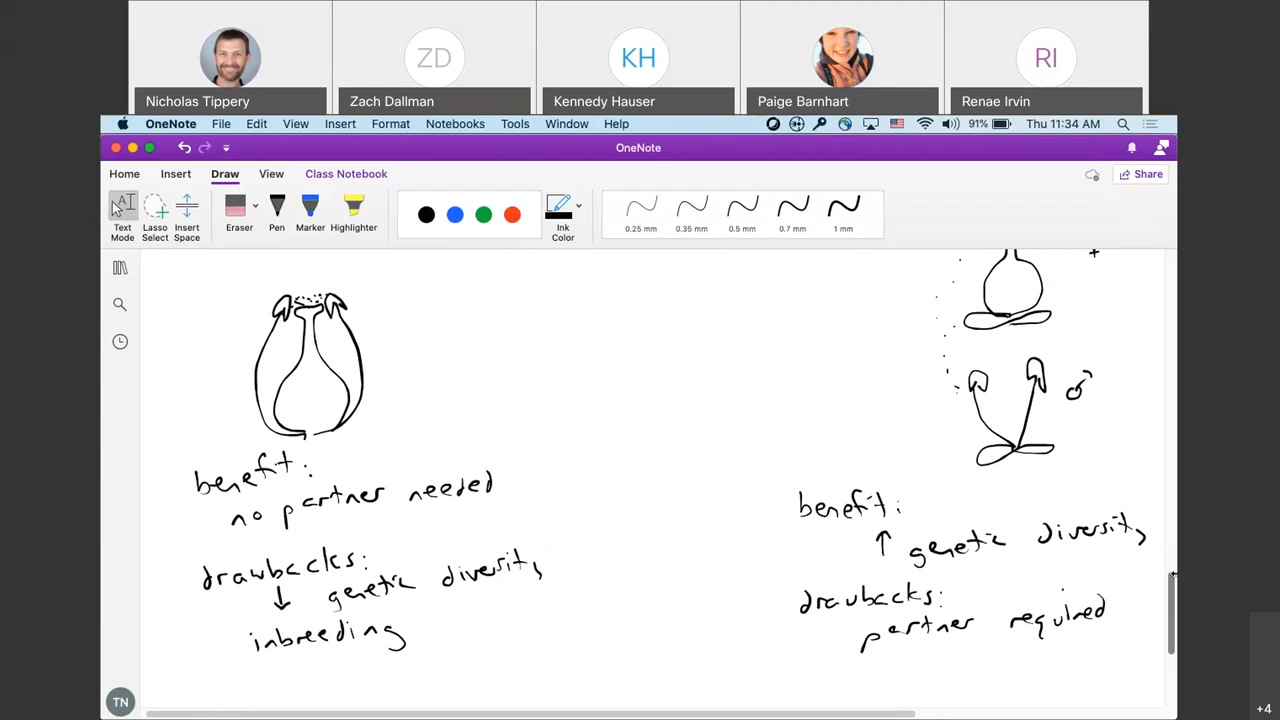 ZD
KH
RI
Nicholas Tippery
Zach Dallman
Kennedy Hauser
Paige Barnhart
Renae Irvin
OneNote File Edit View Insert Format Notebooks Tools Window Help
91% Thu 11:34 AM
OneNote
Home Insert Draw View Class Notebook
Share
Text Mode
Lasso Select
Insert Space
Eraser
Pen
Marker
Highlighter
Ink Color
0.25 mm
0.35 mm
0.5 mm
0.7 mm
1 mm
♂
benefit:
no partner needed
drawbacks:
↓ genetic diversity
inbreeding
benefit:
↑ genetic diversity
drawbacks:
partner required
TN
+4